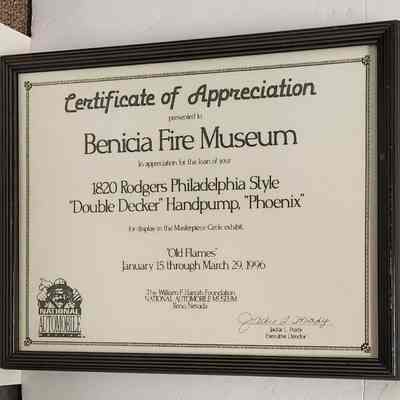 Certificate of Appreciation
presented to
Benicia Fire Museum
In appreciation for the loan of your
1820 Rodgers Philadelphia Style
"Double Decker" Handpump, "Phoenix"
for display in the Masterpiece Circle exhibit.
"Old Flames"
January 15 through March 29, 1996
The William F. Harrah Foundation
NATIONAL AUTOMOBILE MUSEUM
Reno, Nevada
NATIONAL
AUTOMOBILE
Executive Director